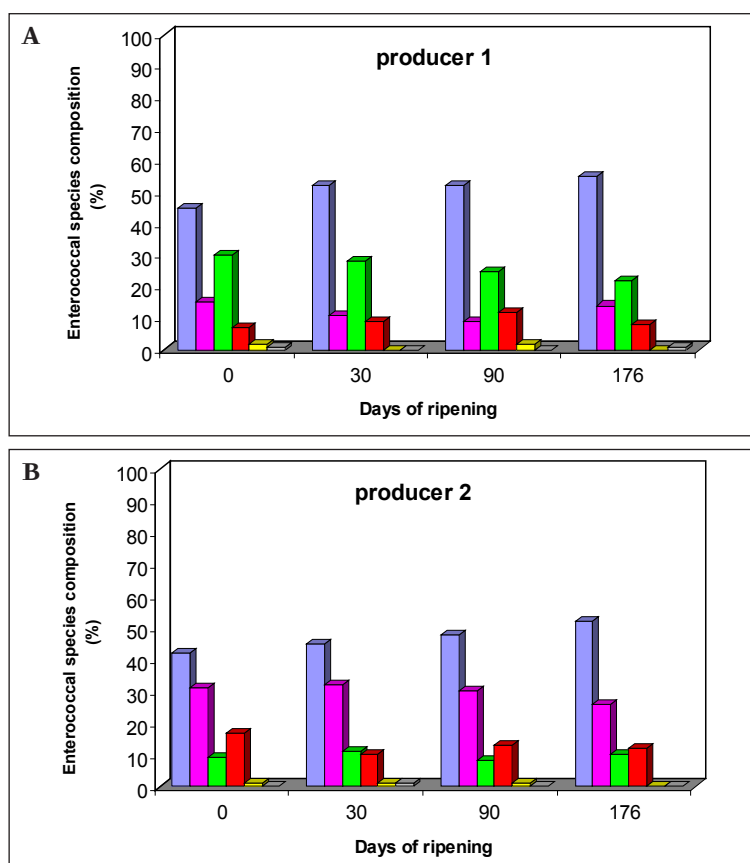 A
producer 1
Enterococcal species composition
(%)
100
90
80
70
60
50
40
30
20
10
0
0 30 90 176
Days of ripening
B
producer 2
Enterococcal species composition
(%)
100
90
80
70
60
50
40
30
20
10
0
0 30 90 176
Days of ripening